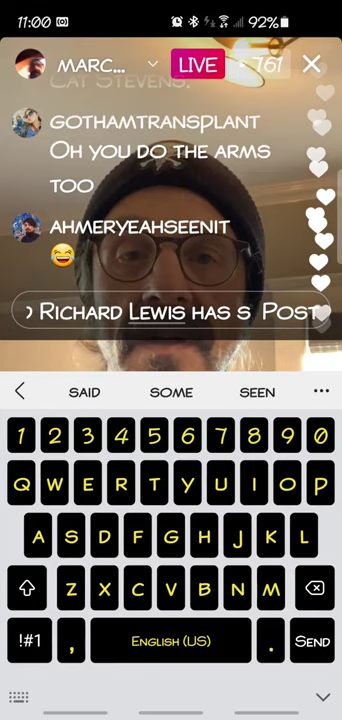 11:00 92%
MARC... LIVE • 761
CAT STEVENS.
GOTHAMTRANSPLANT
OH YOU DO THE ARMS
TOO
AHMERYEAHSEENIT
RICHARD LEWIS HAS S POST
SAID SOME SEEN ...
1 2 3 4 5 6 7 8 9 0
Q W E R T Y U I O P
A S D F G H J K L
Z X C V B N M
!#1 , ENGLISH (US) . SEND